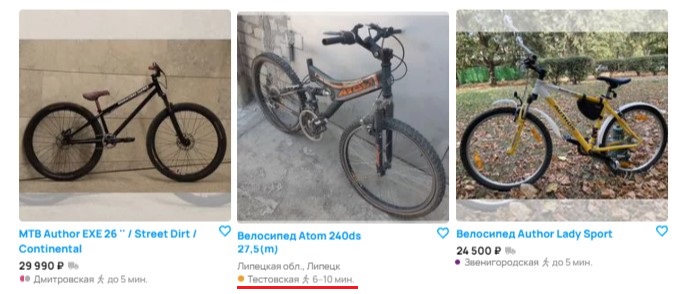 MTB Author EXE 26 '' / Street Dirt /
Continental
29 990 ₽
Дмитровская до 5 мин.
Велосипед Atom 240ds
27,5(m)
Липецкая обл., Липецк
Тестовская 6–10 мин.
Велосипед Author Lady Sport
24 500 ₽
Звенигородская до 5 мин.